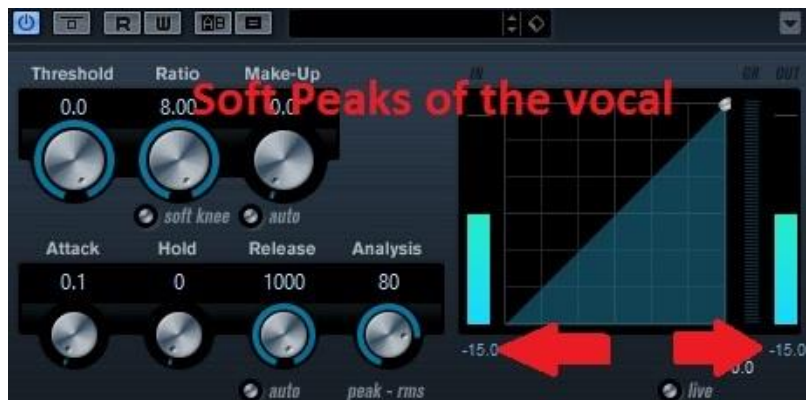 R W AB
Threshold Ratio Make-Up IN GR OUT
0.0 8.00 0.0
Soft Peaks of the vocal
soft knee auto
Attack Hold Release Analysis
0.1 0 1000 80
-15.0 -15.0
0.0
auto peak - rms live